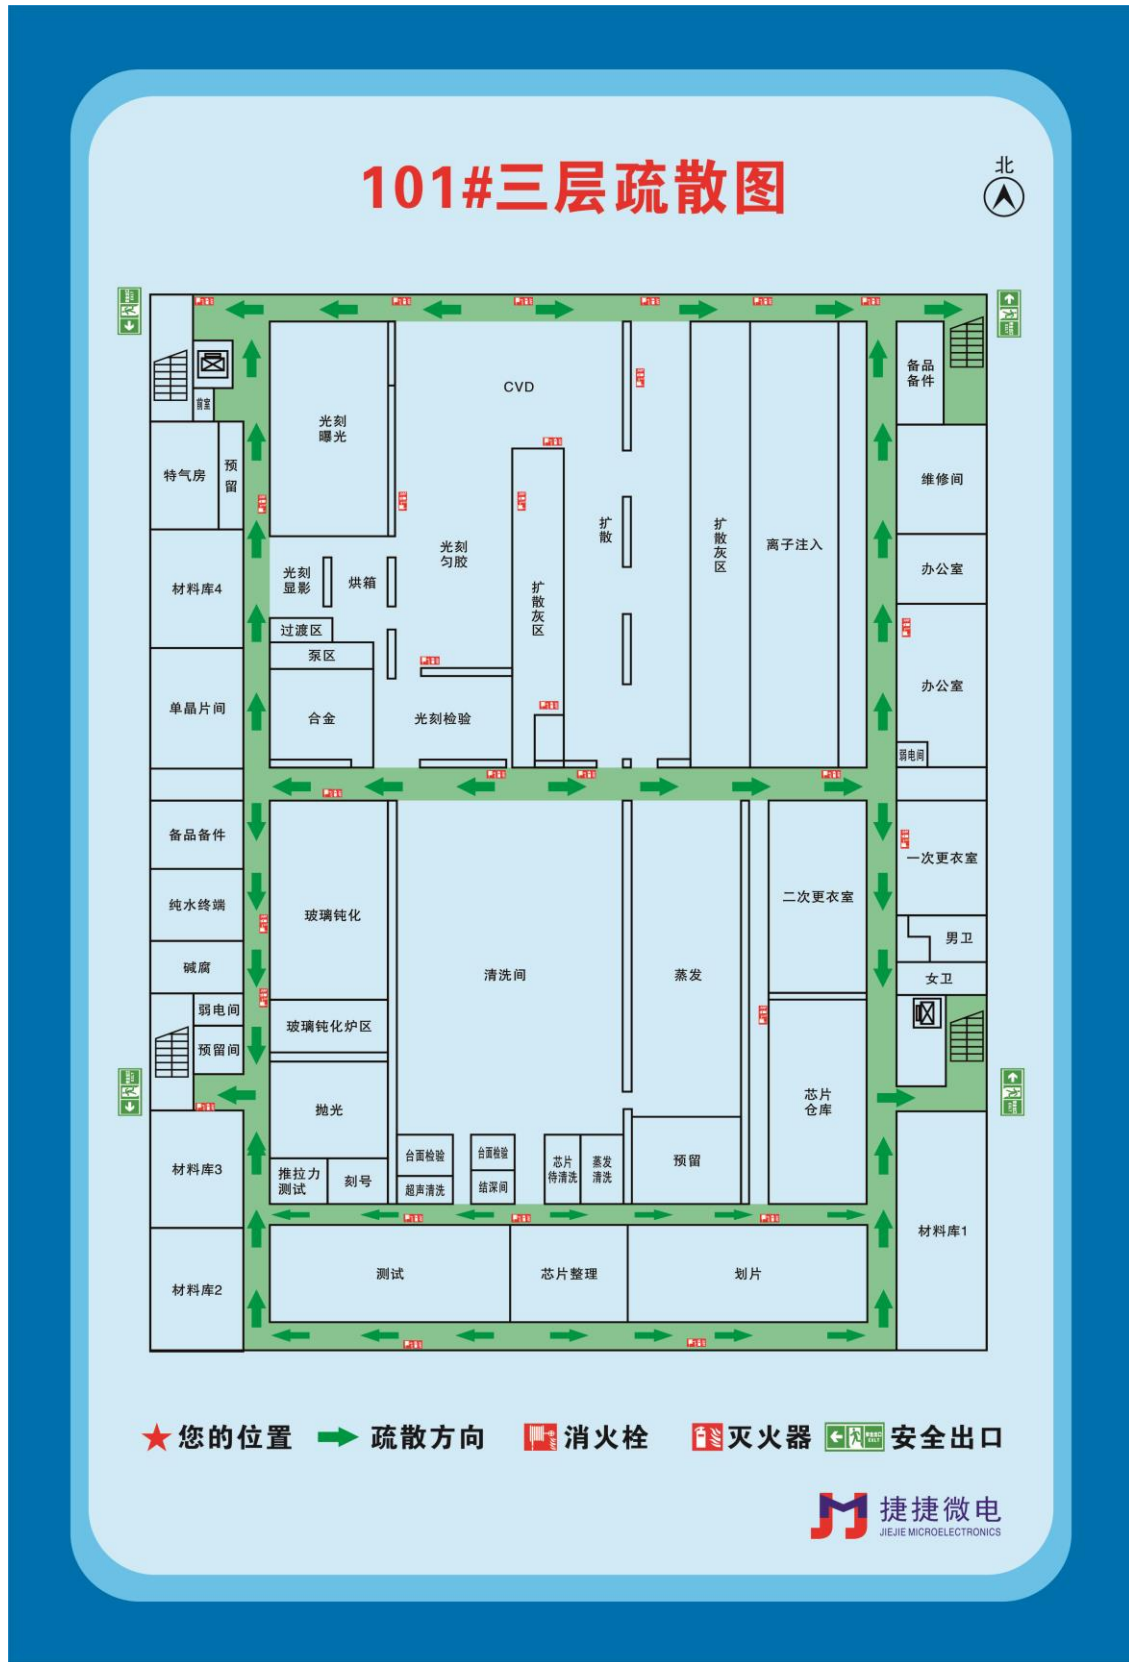 101#三层疏散图
北
前室
特气房
预
留
光刻
曝光
CVD
备品
备件
维修间
材料库4
光刻
显影
烘箱
光刻
匀胶
扩
散
灰
区
扩
散
扩
散
灰
区
离子注入
办公室
过渡区
泵区
单晶片间
合金
光刻检验
办公室
弱电间
备品备件
一次更衣室
纯水终端
玻璃钝化
二次更衣室
男卫
碱腐
清洗间
蒸发
女卫
弱电间
玻璃钝化炉区
预留间
抛光
芯片
仓库
台面检验
台面检验
芯片
待清洗
蒸发
清洗
预留
材料库3
推拉力
测试
刻号
超声清洗
结深间
材料库1
测试
芯片整理
划片
材料库2
您的位置
疏散方向
消火栓
灭火器
EXIT
安全出口
捷捷微电
JIEJIE MICROELECTRONICS